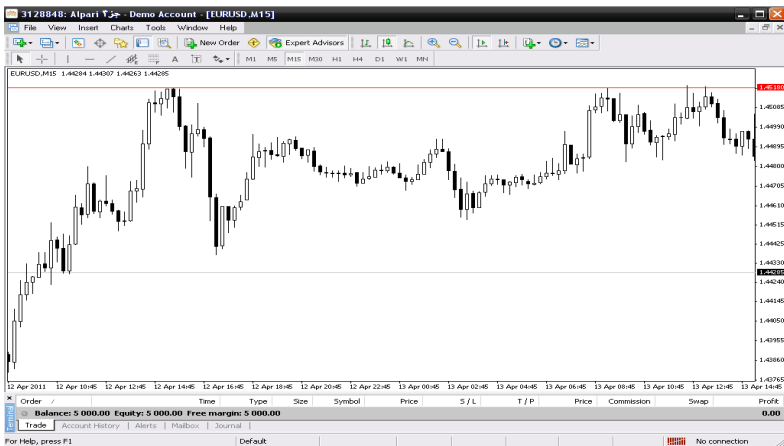 3128848: Alpari جز٢ - Demo Account - [EURUSD,M15]
File View Insert Charts Tools Window Help
New Order Expert Advisors
A T M1 M5 M15 M30 H1 H4 D1 W1 MN
EURUSD,M15 1.44284 1.44307 1.44263 1.44285
1.45180
1.45085
1.44990
1.44895
1.44800
1.44705
1.44610
1.44515
1.44425
1.44330
1.44285
1.44240
1.44145
1.44050
1.43955
1.43860
1.43765
12 Apr 2011 12 Apr 10:45 12 Apr 12:45 12 Apr 14:45 12 Apr 16:45 12 Apr 18:45 12 Apr 20:45 12 Apr 22:45 13 Apr 00:45 13 Apr 02:45 13 Apr 04:45 13 Apr 06:45 13 Apr 08:45 13 Apr 10:45 13 Apr 12:45 13 Apr 14:45
Order / Time Type Size Symbol Price S / L T / P Price Commission Swap Profit
Balance: 5 000.00 Equity: 5 000.00 Free margin: 5 000.00 0.00
Terminal
Trade Account History Alerts Mailbox Journal
For Help, press F1 Default No connection